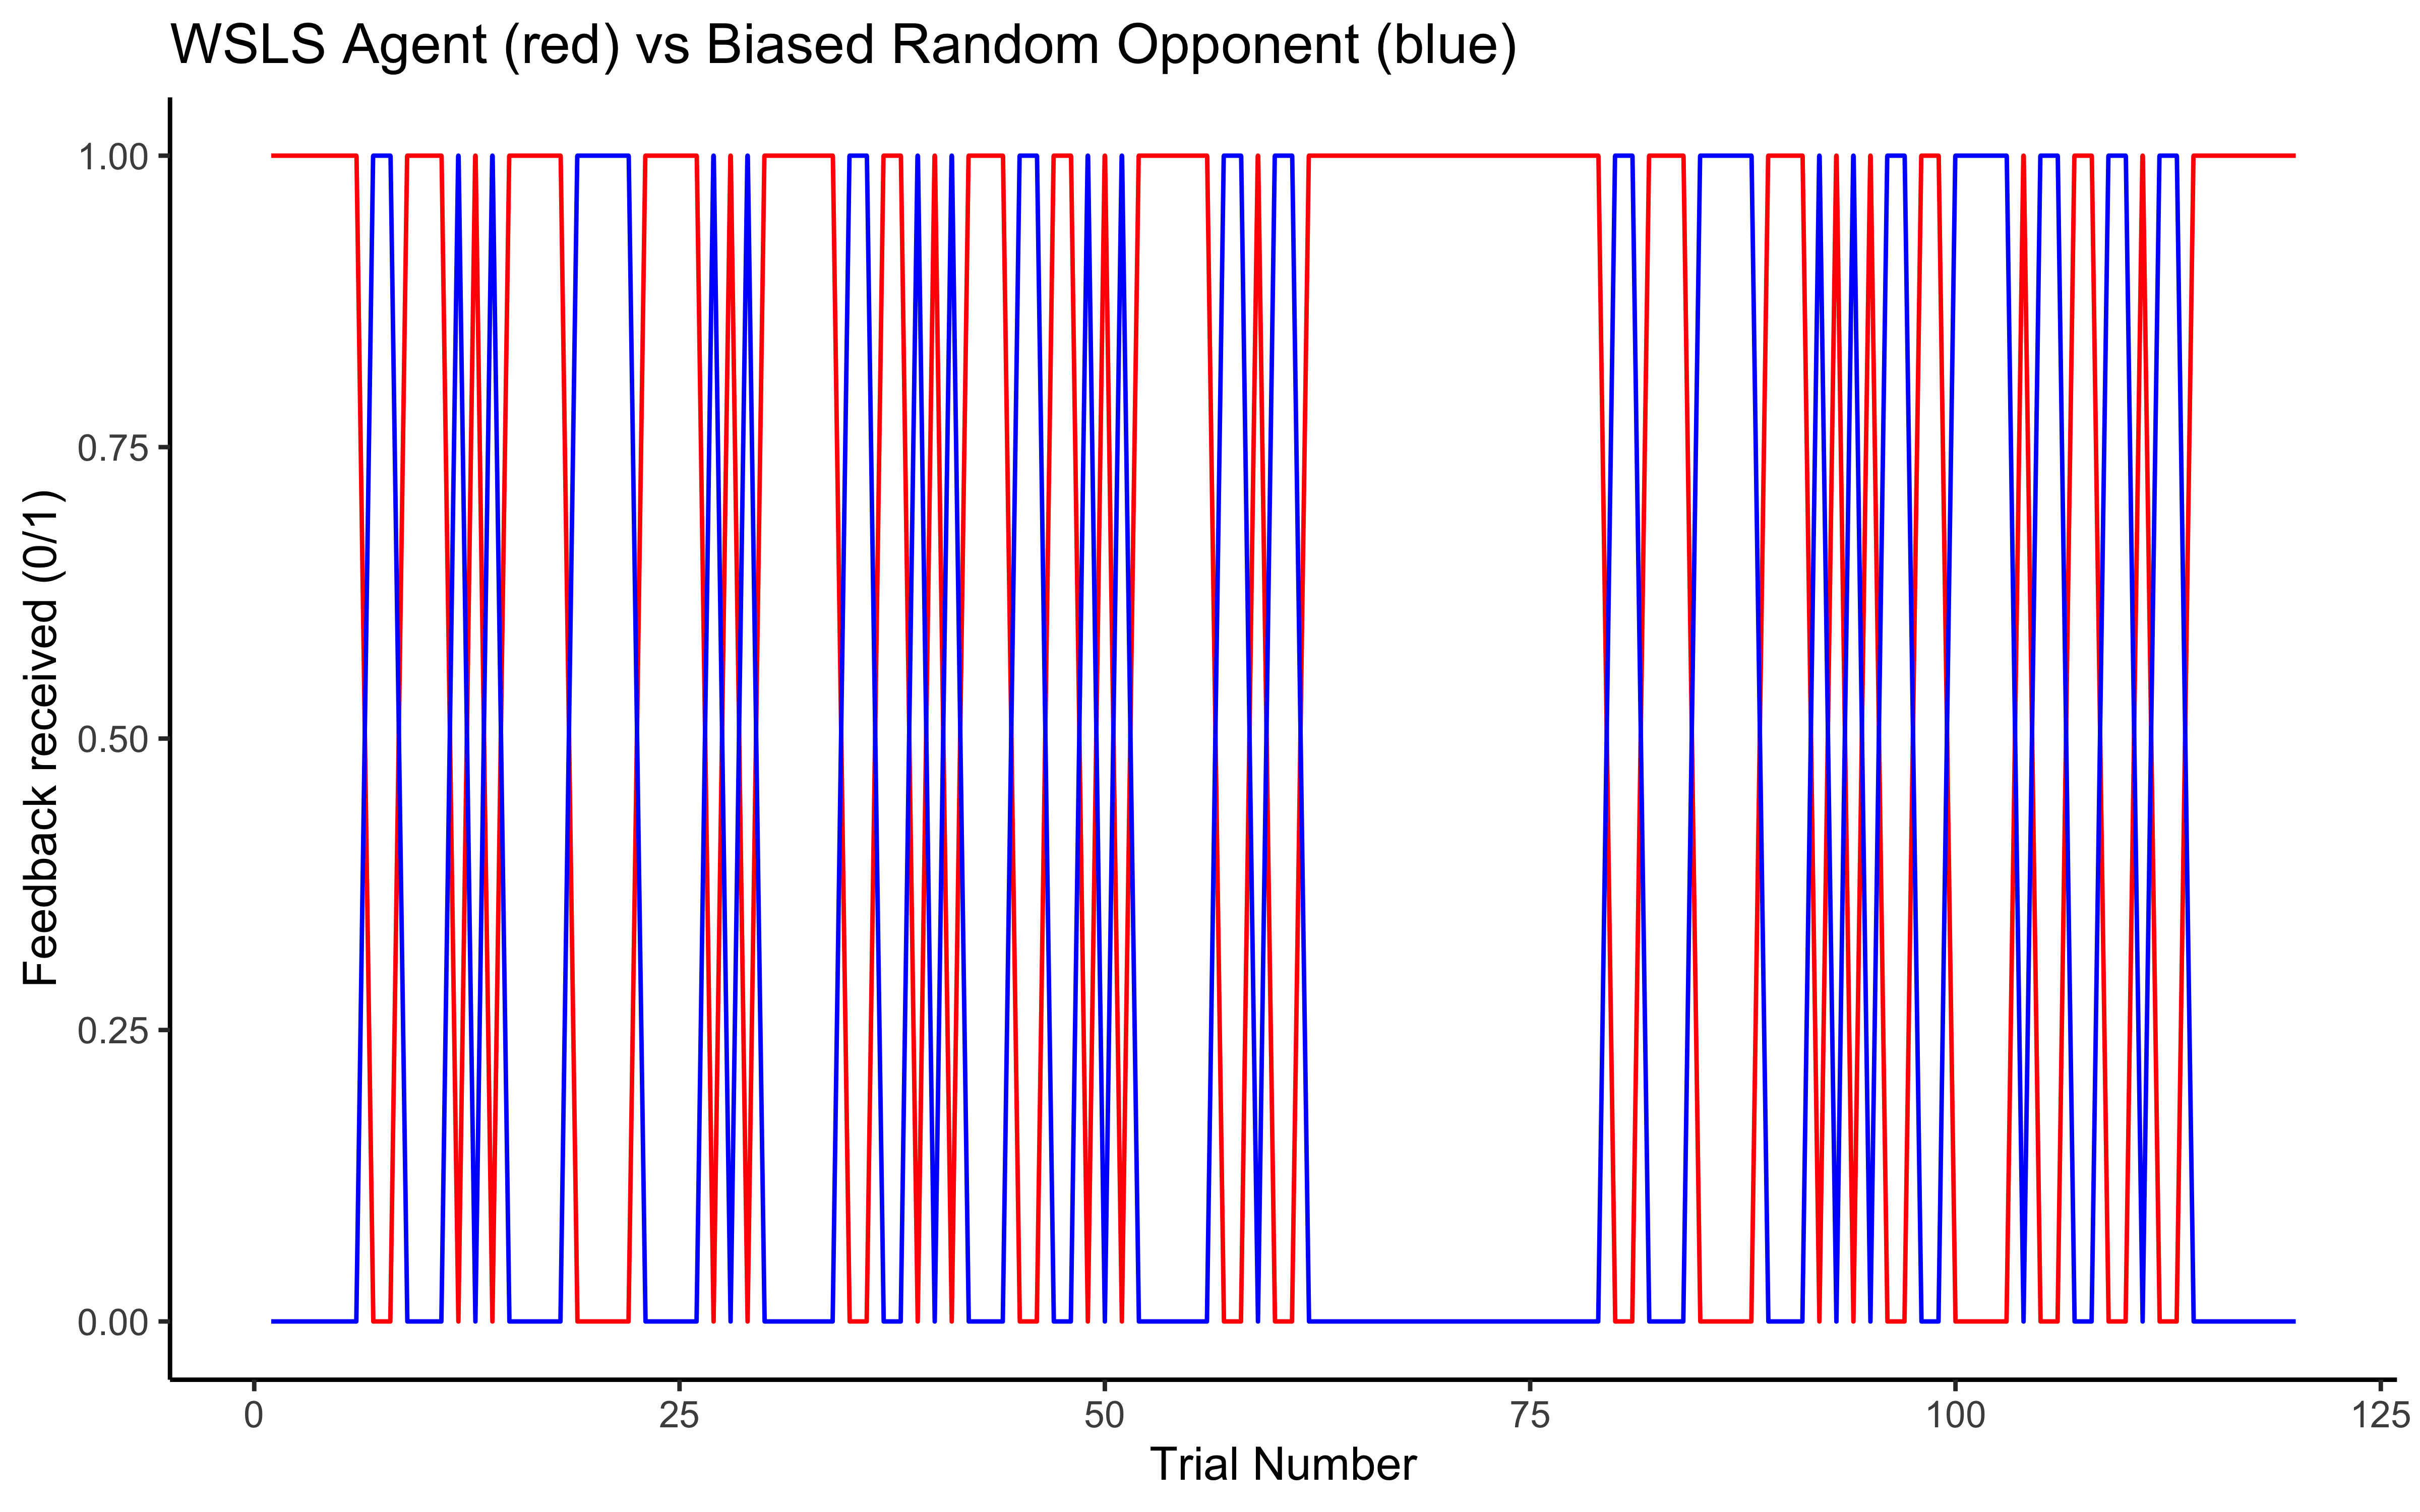 WSLS Agent (red) vs Biased Random Opponent (blue)
1.00
0.75
0.50
0.25
0.00
Feedback received (0/1)
0 25 50 75 100 125
Trial Number